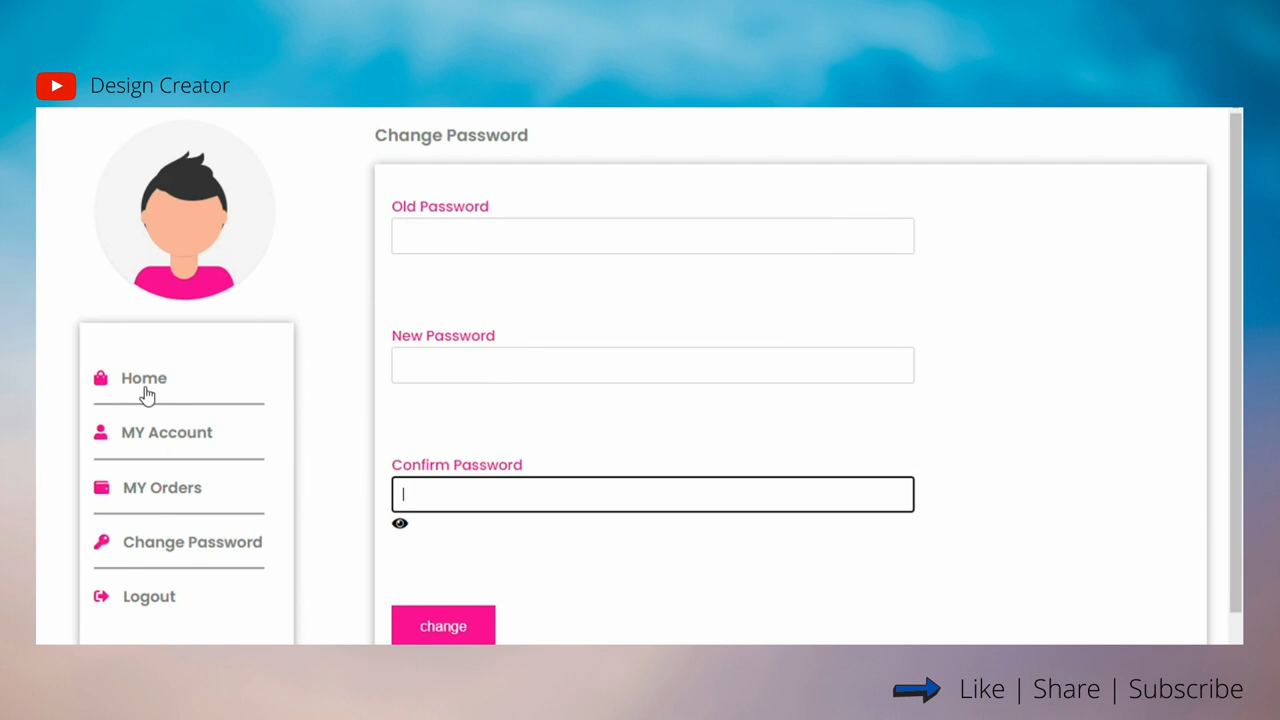 Design Creator
Change Password
Old Password
New Password
Confirm Password
change
Home
MY Account
MY Orders
Change Password
Logout
Like | Share | Subscribe